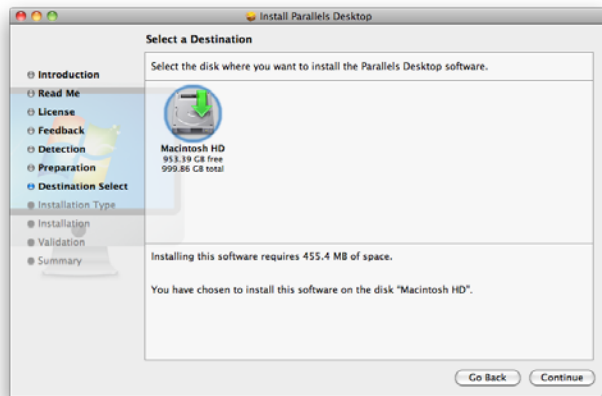 Install Parallels Desktop
Select a Destination
Introduction
Read Me
License
Feedback
Detection
Preparation
Destination Select
Installation Type
Installation
Validation
Summary
Select the disk where you want to install the Parallels Desktop software.
Macintosh HD
953.39 GB free
999.86 GB total
Installing this software requires 455.4 MB of space.
You have chosen to install this software on the disk “Macintosh HD”.
Go Back
Continue